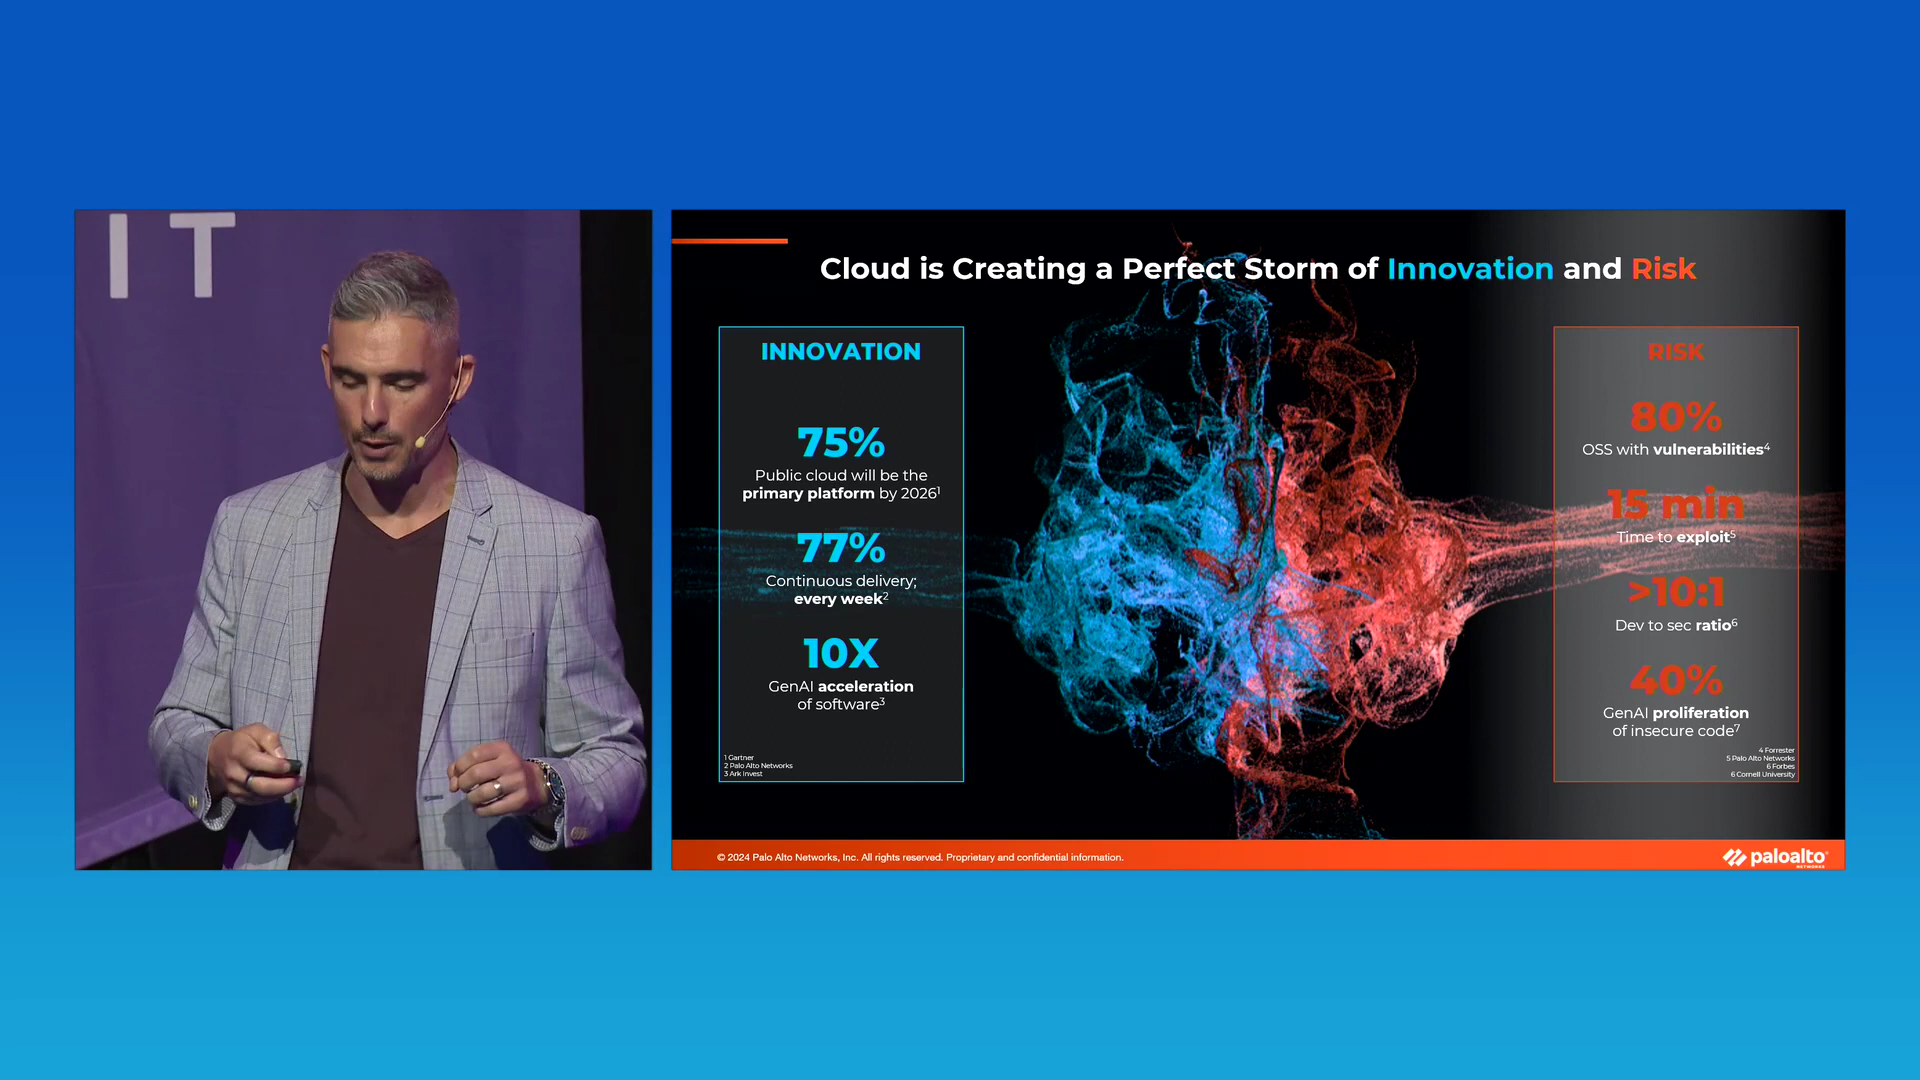 IT
Cloud is Creating a Perfect Storm of Innovation and Risk
INNOVATION
75%
Public cloud will be the
primary platform by 2026¹
77%
Continuous delivery;
every week²
10X
GenAI acceleration
of software³
1 Gartner
2 Palo Alto Networks
3 Ark Invest
RISK
80%
OSS with vulnerabilities⁴
15 min
Time to exploit⁵
>10:1
Dev to sec ratio⁶
40%
GenAI proliferation
of insecure code⁷
4 Forrester
5 Palo Alto Networks
6 Forbes
6 Cornell University
© 2024 Palo Alto Networks, Inc. All rights reserved. Proprietary and confidential information.
paloalto
NETWORKS